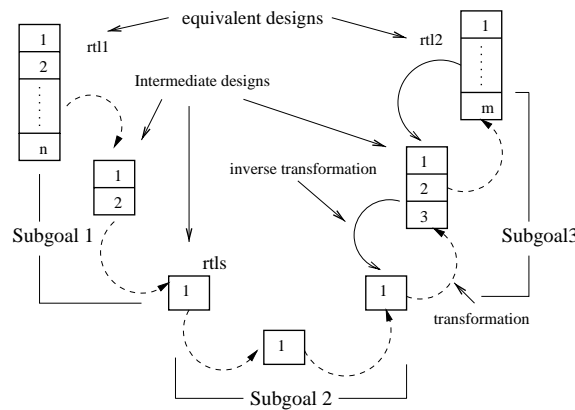 equivalent designs
rtl1
rtl2
1
2
n
1
m
Intermediate designs
1
2
inverse transformation
1
2
3
Subgoal 1
Subgoal3
rtls
1
1
transformation
1
Subgoal 2